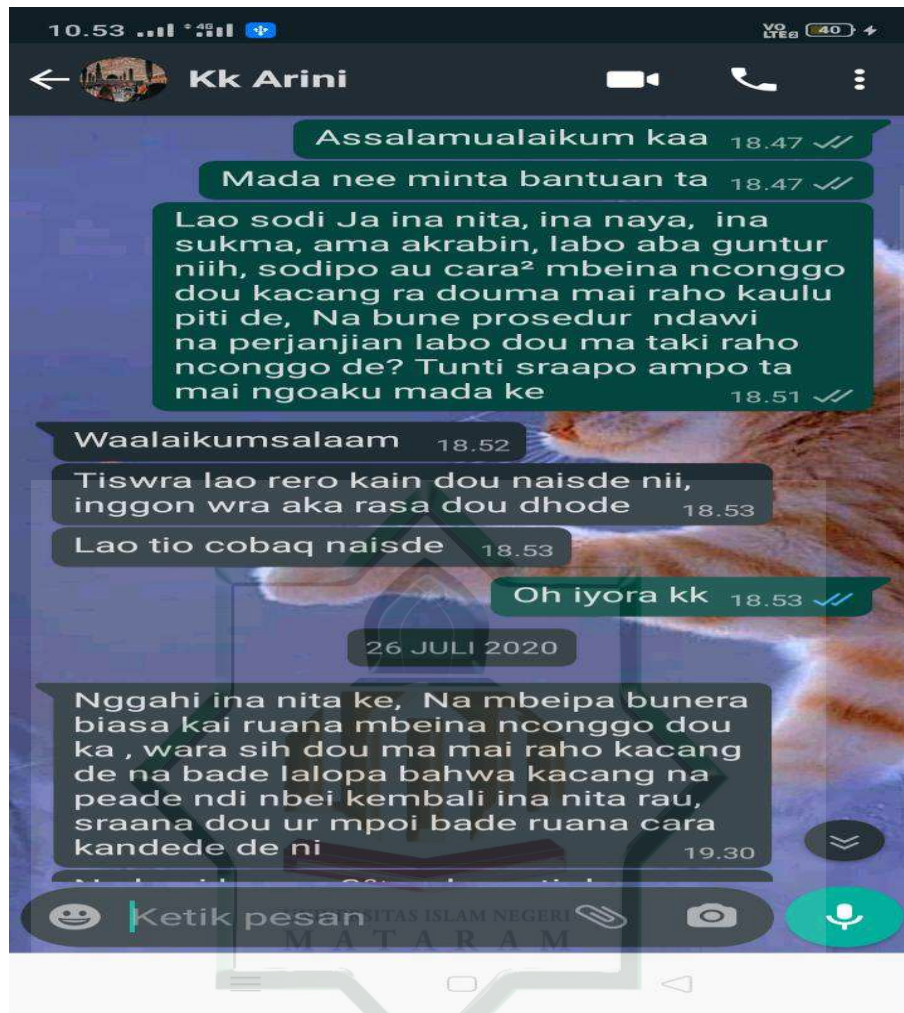 10.53
4G
VO
LTE2
40
Kk Arini
Assalamualaikum kaa 18.47
Mada nee minta bantuan ta 18.47
Lao sodi Ja ina nita, ina naya, ina
sukma, ama akrabin, labo aba guntur
niih, sodipo au cara² mbeina nconggo
dou kacang ra douma mai raho kaulu
piti de, Na bune prosedur ndawi
na perjanjian labo dou ma taki raho
nconggo de? Tunti sraapo ampo ta
mai ngoaku mada ke 18.51
Waalaikumsalaam 18.52
Tiswra lao rero kain dou naisde nii,
inggon wra aka rasa dou dhode 18.53
Lao tio cobaq naisde 18.53
Oh iyora kk 18.53
26 JULI 2020
Nggahi ina nita ke, Na mbeipa bunera
biasa kai ruana mbeina nconggo dou
ka , wara sih dou ma mai raho kacang
de na bade lalopa bahwa kacang na
peade ndi nbei kembali ina nita rau,
sraana dou ur mpoi bade ruana cara
kandede de ni 19.30
Ketik pesan
UNIVERSITAS ISLAM NEGERI
MATARAM